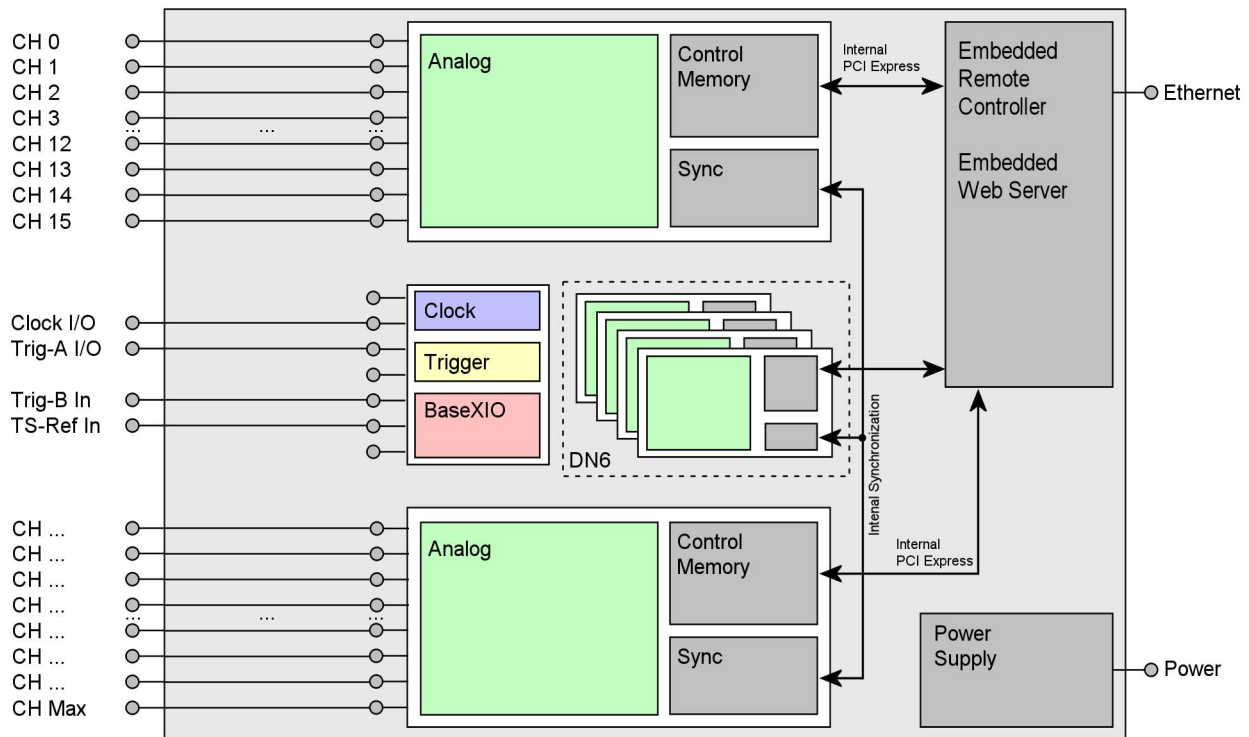 CH 0
CH 1
CH 2
CH 3
...
CH 12
CH 13
CH 14
CH 15
...
...
Analog
Control
Memory
Sync
Internal
PCI Express
Embedded
Remote
Controller
Embedded
Web Server
Ethernet
Clock I/O
Trig-A I/O
Trig-B In
TS-Ref In
Clock
Trigger
BaseXIO
DN6
Intenal Synchronization
CH ...
CH ...
CH ...
CH ...
...
CH ...
CH ...
CH ...
CH Max
...
...
Analog
Control
Memory
Sync
Internal
PCI Express
Power
Supply
Power